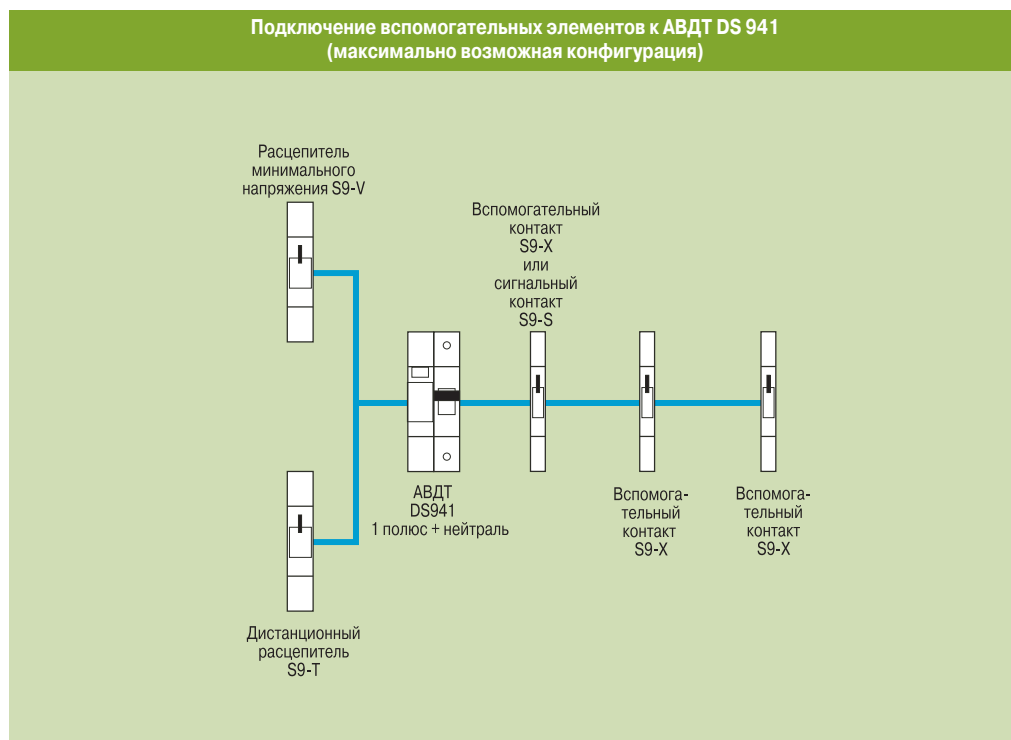 Подключение вспомогательных элементов к АВДТ DS 941
(максимально возможная конфигурация)
Расцепитель
минимального
напряжения S9-V
Вспомогательный
контакт
S9-X
или
сигнальный
контакт
S9-S
АВДТ
DS941
1 полюс + нейтраль
Вспомога-
тельный
контакт
S9-X
Вспомога-
тельный
контакт
S9-X
Дистанционный
расцепитель
S9-T